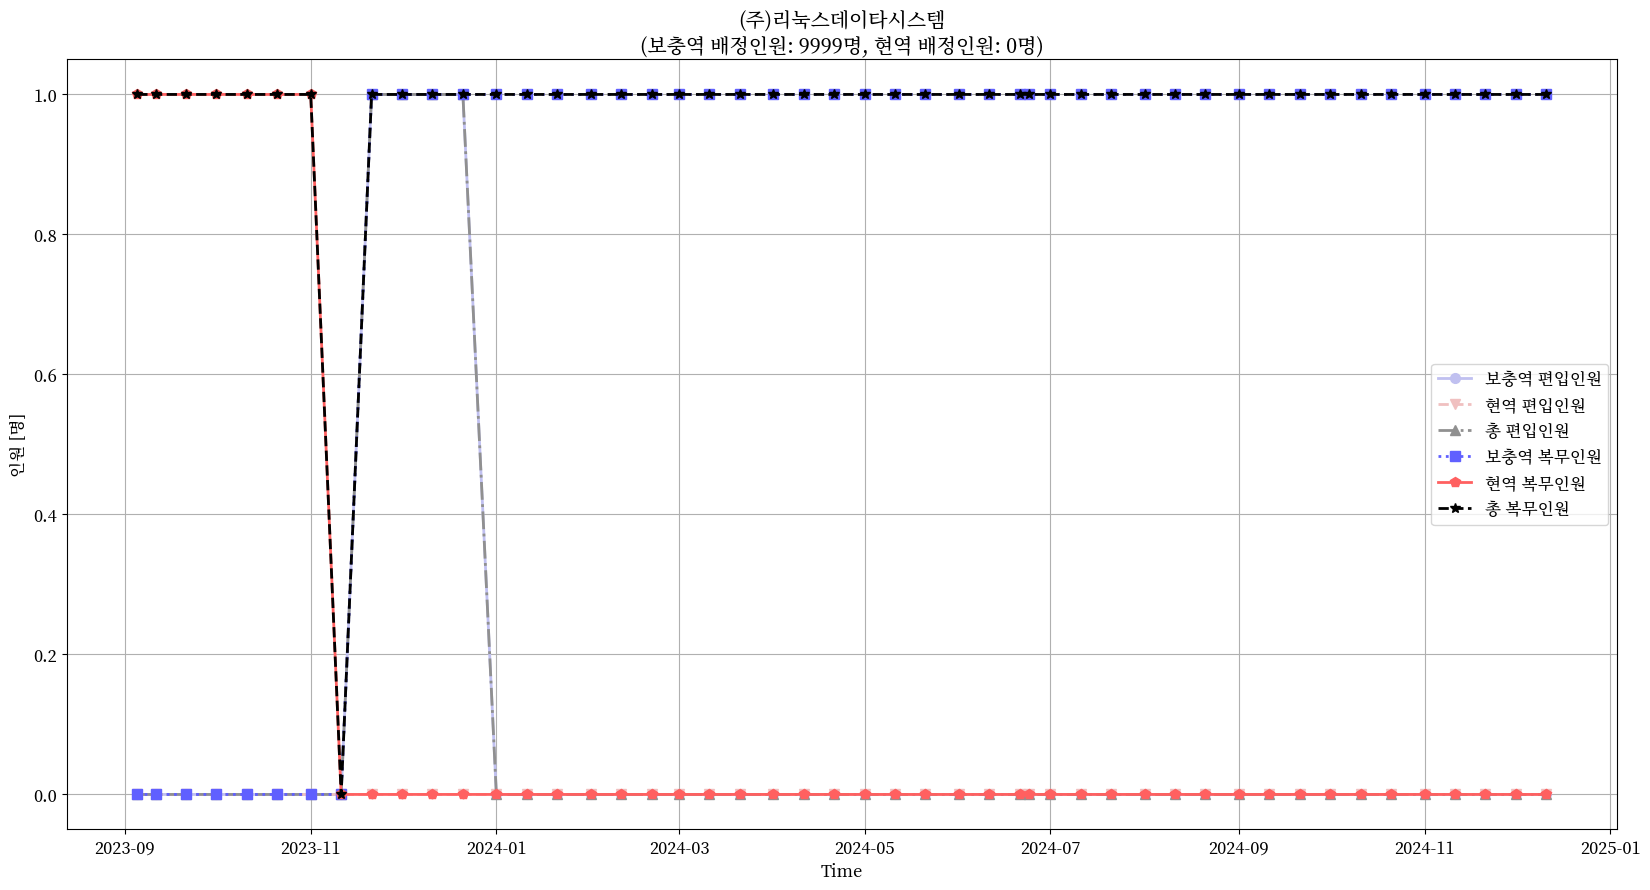 (주)리눅스데이타시스템
(보충역 배정인원: 9999명, 현역 배정인원: 0명)
1.0
0.8
0.6
0.4
0.2
0.0
인원 [명]
보충역 편입인원
현역 편입인원
총 편입인원
보충역 복무인원
현역 복무인원
총 복무인원
2023-09 2023-11 2024-01 2024-03 2024-05 2024-07 2024-09 2024-11 2025-01
Time